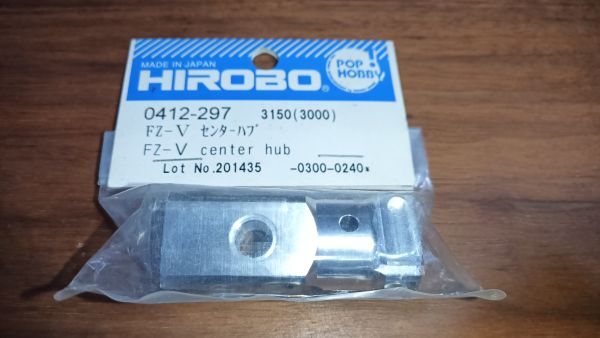 MADE IN JAPAN
HIROBO®
POP HOBBY
0412-297 3150(3000)
FZ-V センターハブ
FZ-V center hub
Lot No.201435 -0300-0240*